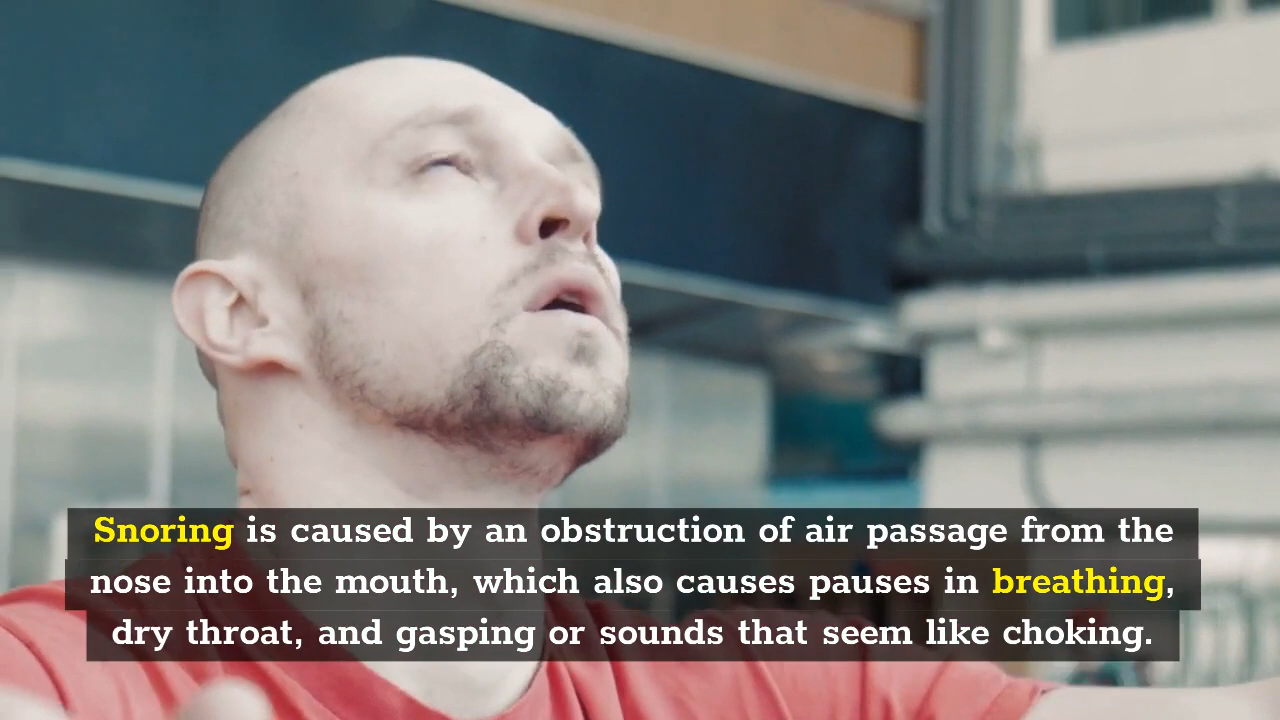 Snoring is caused by an obstruction of air passage from the
nose into the mouth, which also causes pauses in breathing,
dry throat, and gasping or sounds that seem like choking.